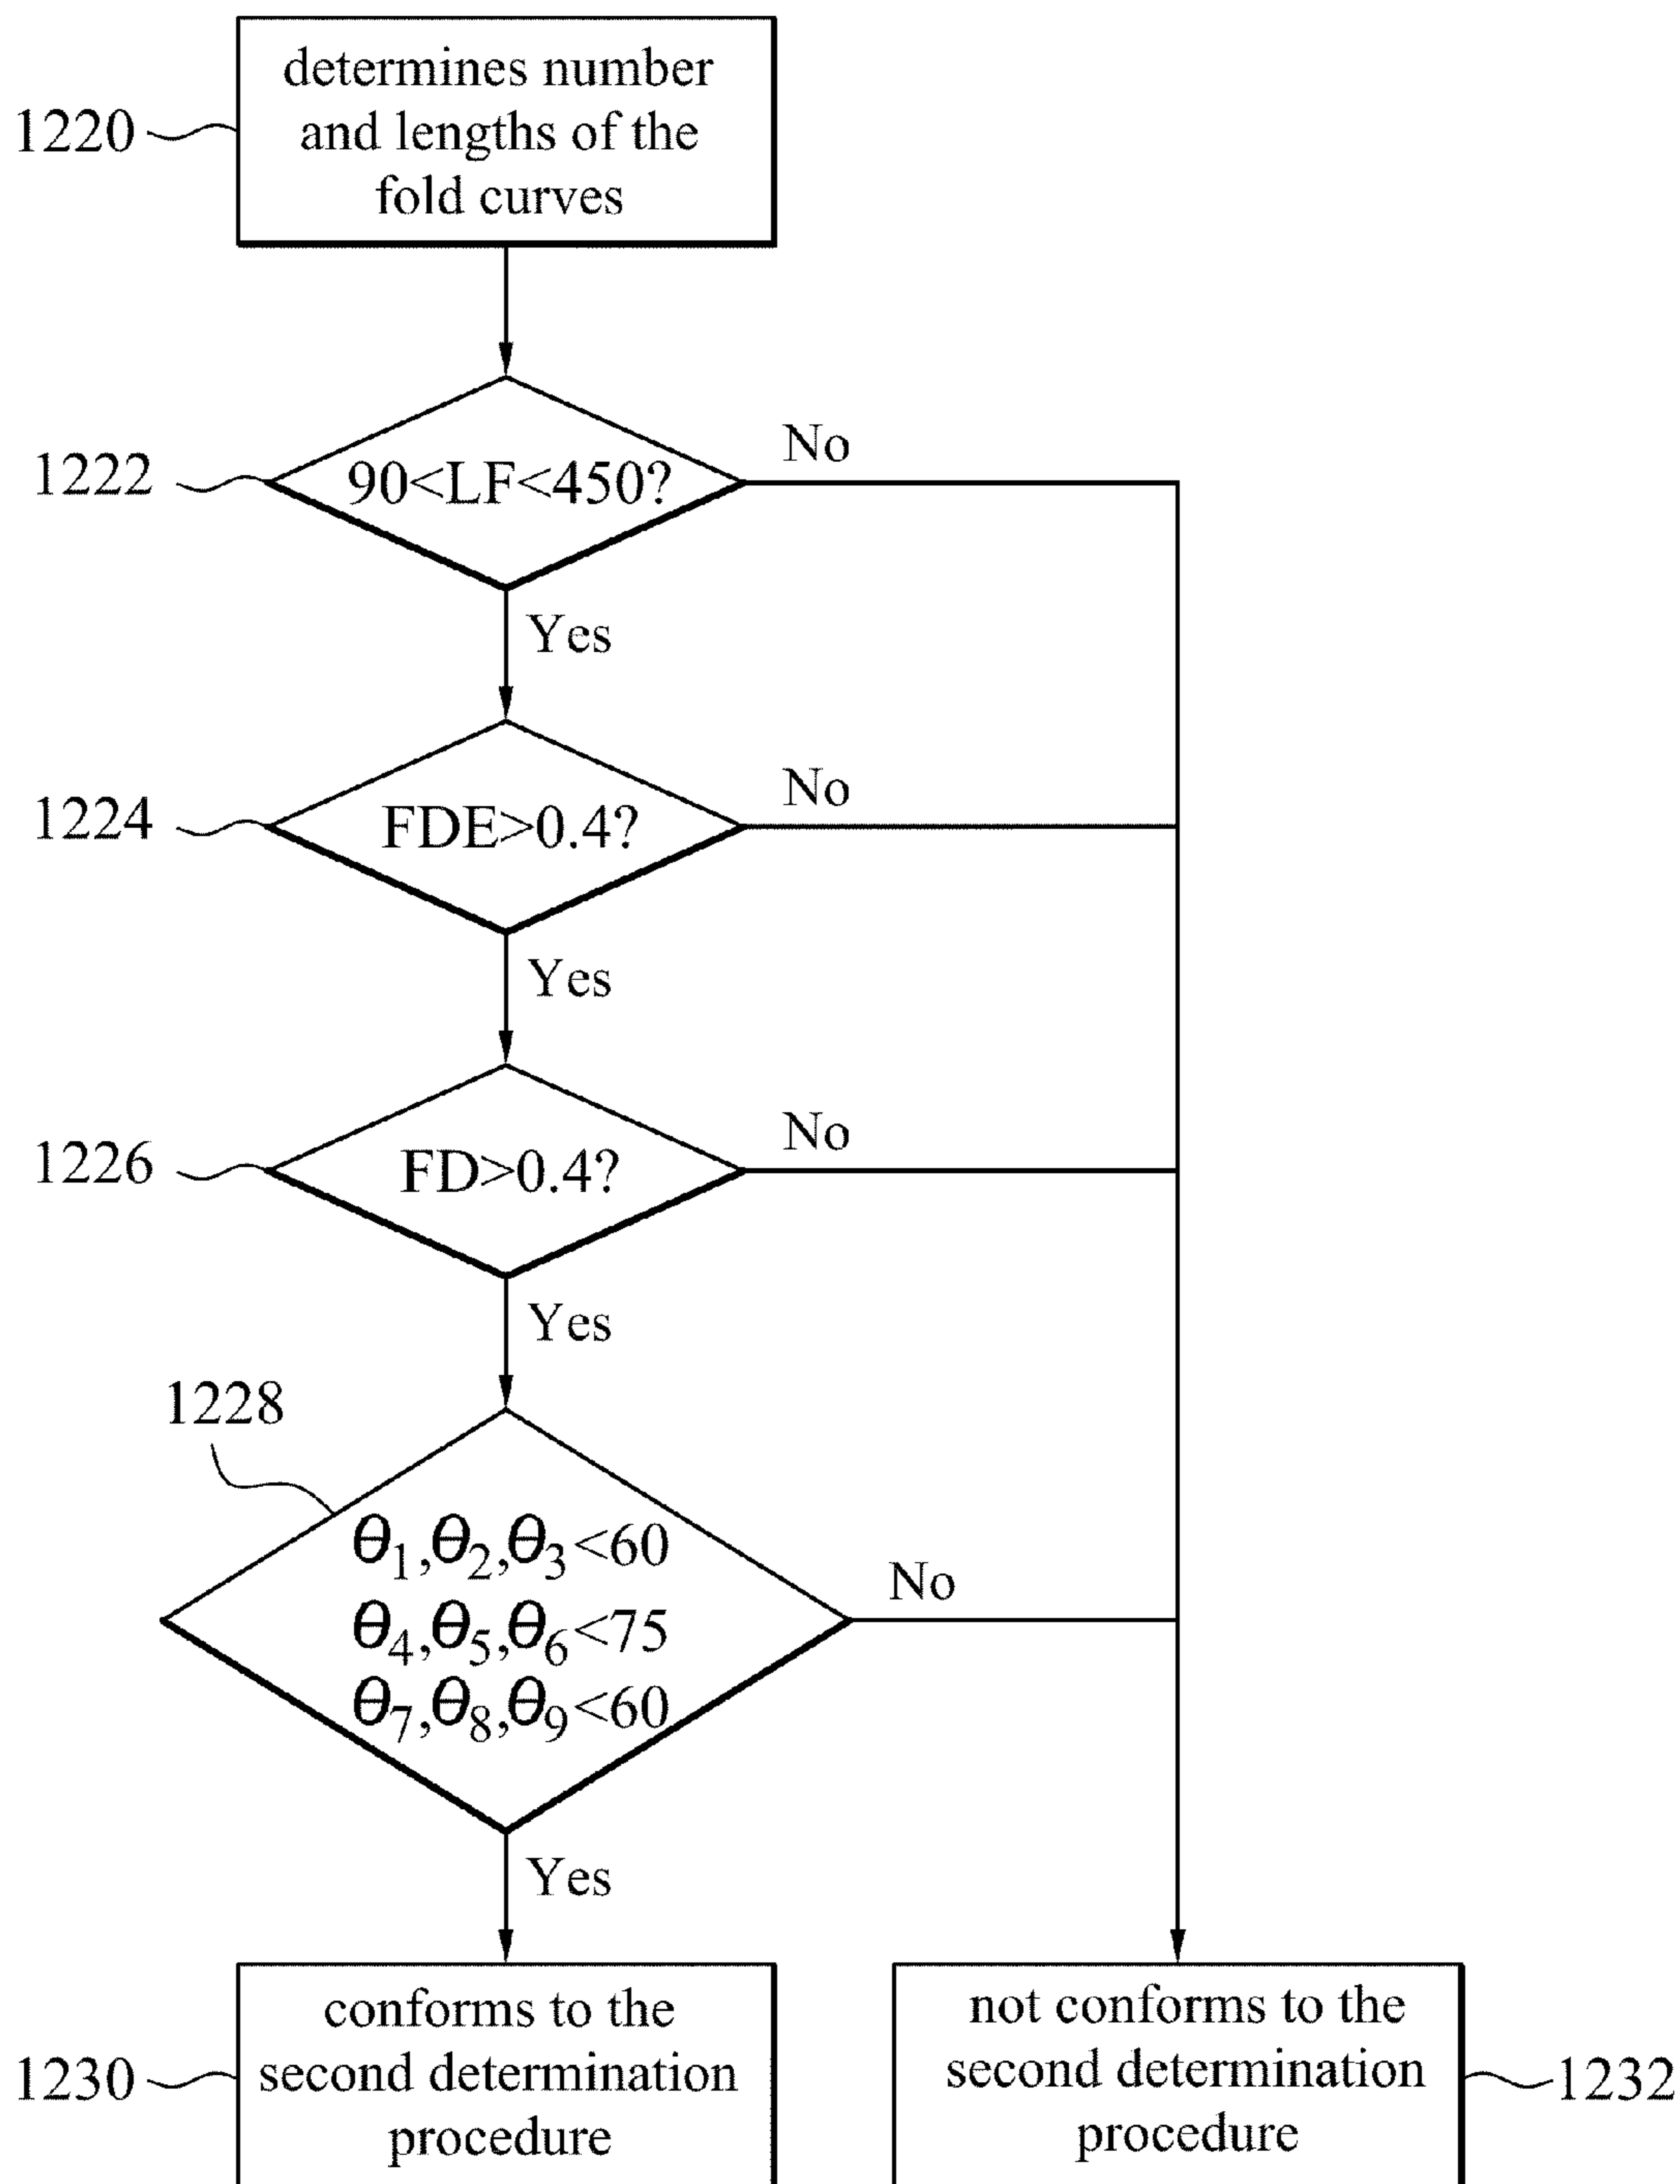 determines number
and lengths of the
fold curves
1220
90<LF<450?
No
1222
Yes
FDE>0.4?
No
1224
Yes
FD>0.4?
No
1226
Yes
1228
θ1,θ2,θ3<60
θ4,θ5,θ6<75
θ7,θ8,θ9<60
No
Yes
conforms to the
second determination
procedure
1230
not conforms to the
second determination
procedure
1232